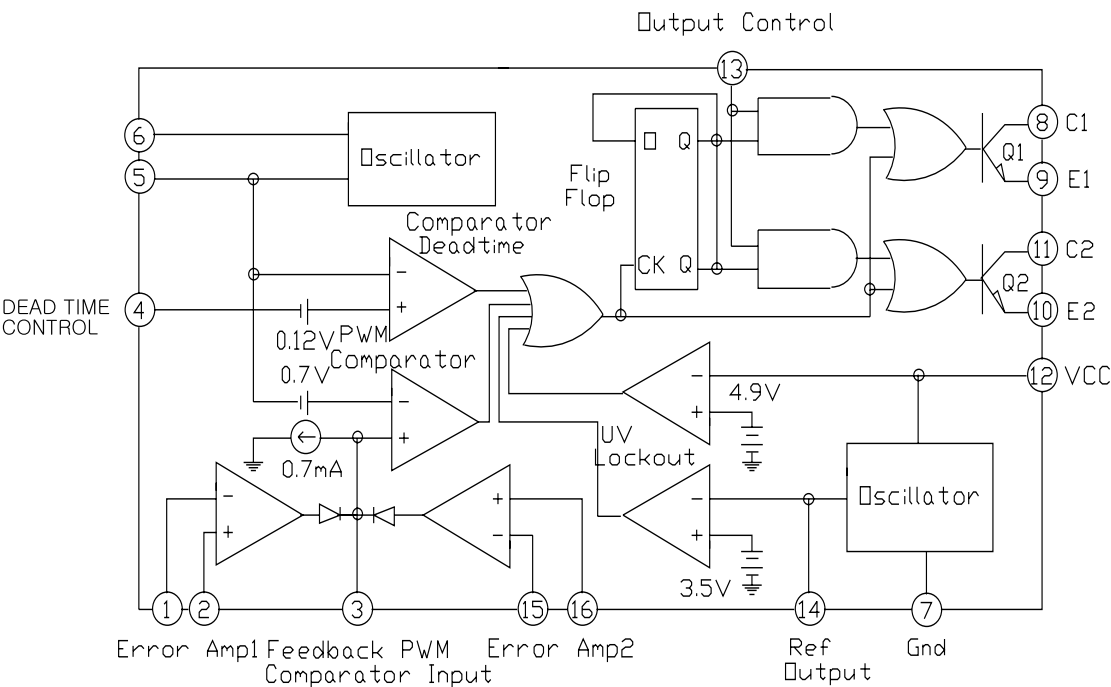 Output Control
13
6
5
Oscillator
Flip
Flop
D Q
CK Q
8 C1
Q1
9 E1
Comparator
Deadtime
−
+
DEAD TIME
CONTROL
4
0.12V
11 C2
Q2
10 E2
PWM
Comparator
0.7V
−
+
0.7mA
−
+
4.9V
12 VCC
UV
Lockout
−
+
+
−
−
+
3.5V
Oscillator
1
2
3
15
16
14
7
Error Amp1
Feedback PWM
Comparator Input
Error Amp2
Ref
Output
Gnd